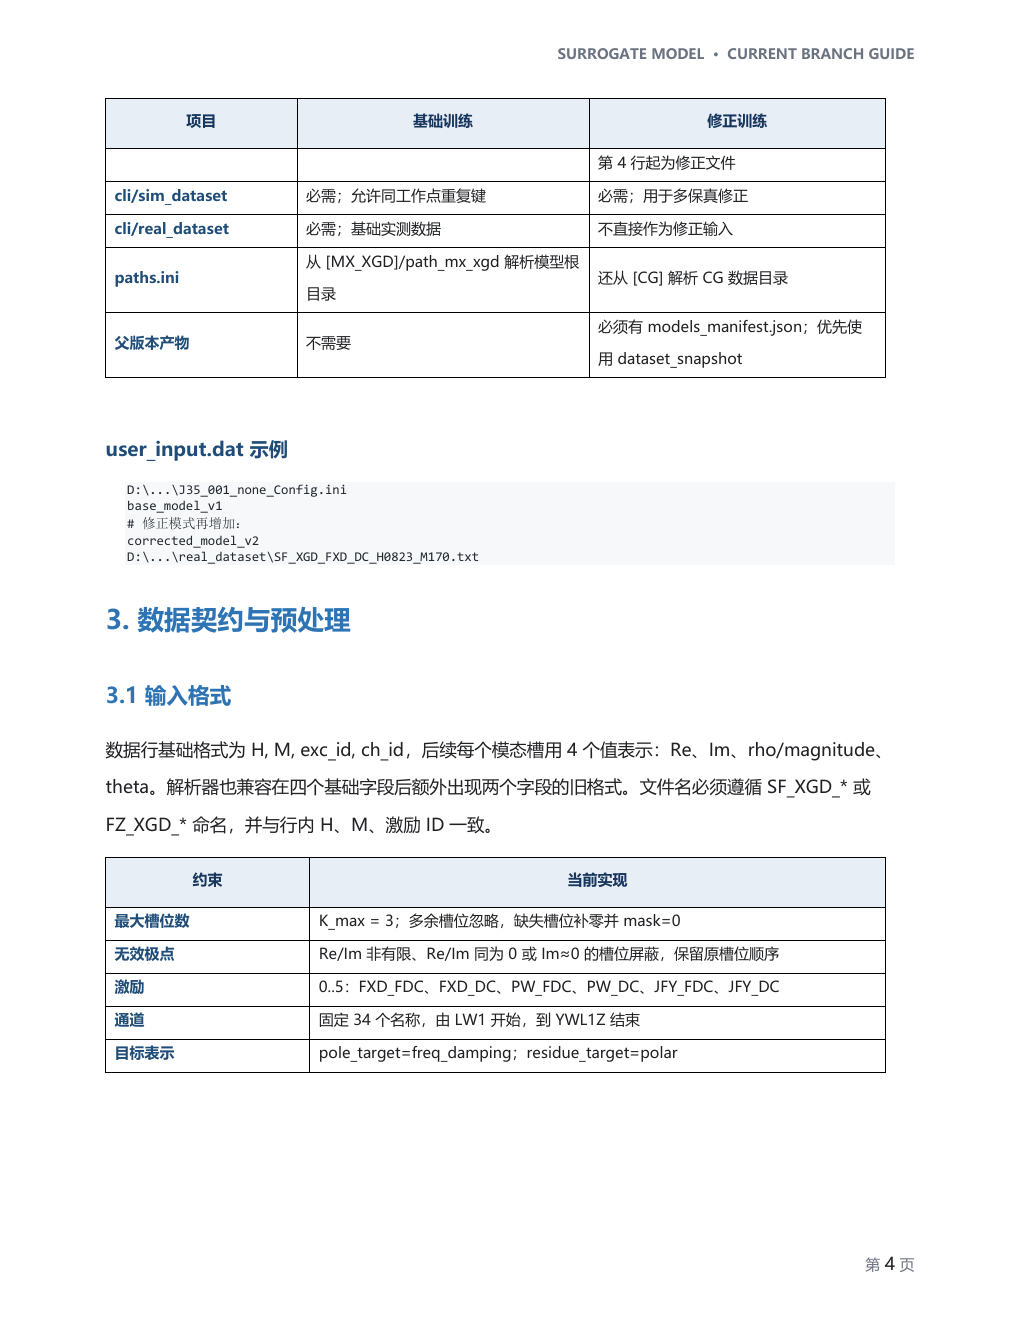 SURROGATE MODEL • CURRENT BRANCH GUIDE
项目 基础训练 修正训练
第 4 行起为修正文件
cli/sim_dataset 必需；允许同工作点重复键 必需；用于多保真修正
cli/real_dataset 必需；基础实测数据 不直接作为修正输入
paths.ini 从 [MX_XGD]/path_mx_xgd 解析模型根目录 还从 [CG] 解析 CG 数据目录
父版本产物 不需要 必须有 models_manifest.json；优先使用 dataset_snapshot
user_input.dat 示例
D:\...\J35_001_none_Config.ini
base_model_v1
# 修正模式再增加：
corrected_model_v2
D:\...\real_dataset\SF_XGD_FXD_DC_H0823_M170.txt
3. 数据契约与预处理
3.1 输入格式
数据行基础格式为 H, M, exc_id, ch_id，后续每个模态槽用 4 个值表示：Re、Im、rho/magnitude、
theta。解析器也兼容在四个基础字段后额外出现两个字段的旧格式。文件名必须遵循 SF_XGD_* 或
FZ_XGD_* 命名，并与行内 H、M、激励 ID 一致。
约束 当前实现
最大槽位数 K_max = 3；多余槽位忽略，缺失槽位补零并 mask=0
无效极点 Re/Im 非有限、Re/Im 同为 0 或 Im≈0 的槽位屏蔽，保留原槽位顺序
激励 0..5：FXD_FDC、FXD_DC、PW_FDC、PW_DC、JFY_FDC、JFY_DC
通道 固定 34 个名称，由 LW1 开始，到 YWL1Z 结束
目标表示 pole_target=freq_damping；residue_target=polar
第 4 页